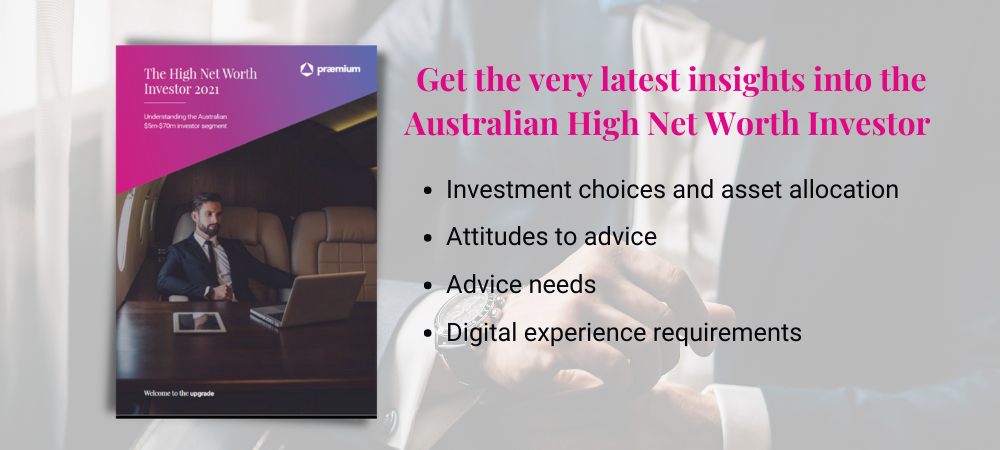 The High Net Worth
Investor 2021
præmium
Understanding the Australian
$5m-$70m investor segment
Welcome to the upgrade
Get the very latest insights into the
Australian High Net Worth Investor
• Investment choices and asset allocation
• Attitudes to advice
• Advice needs
• Digital experience requirements